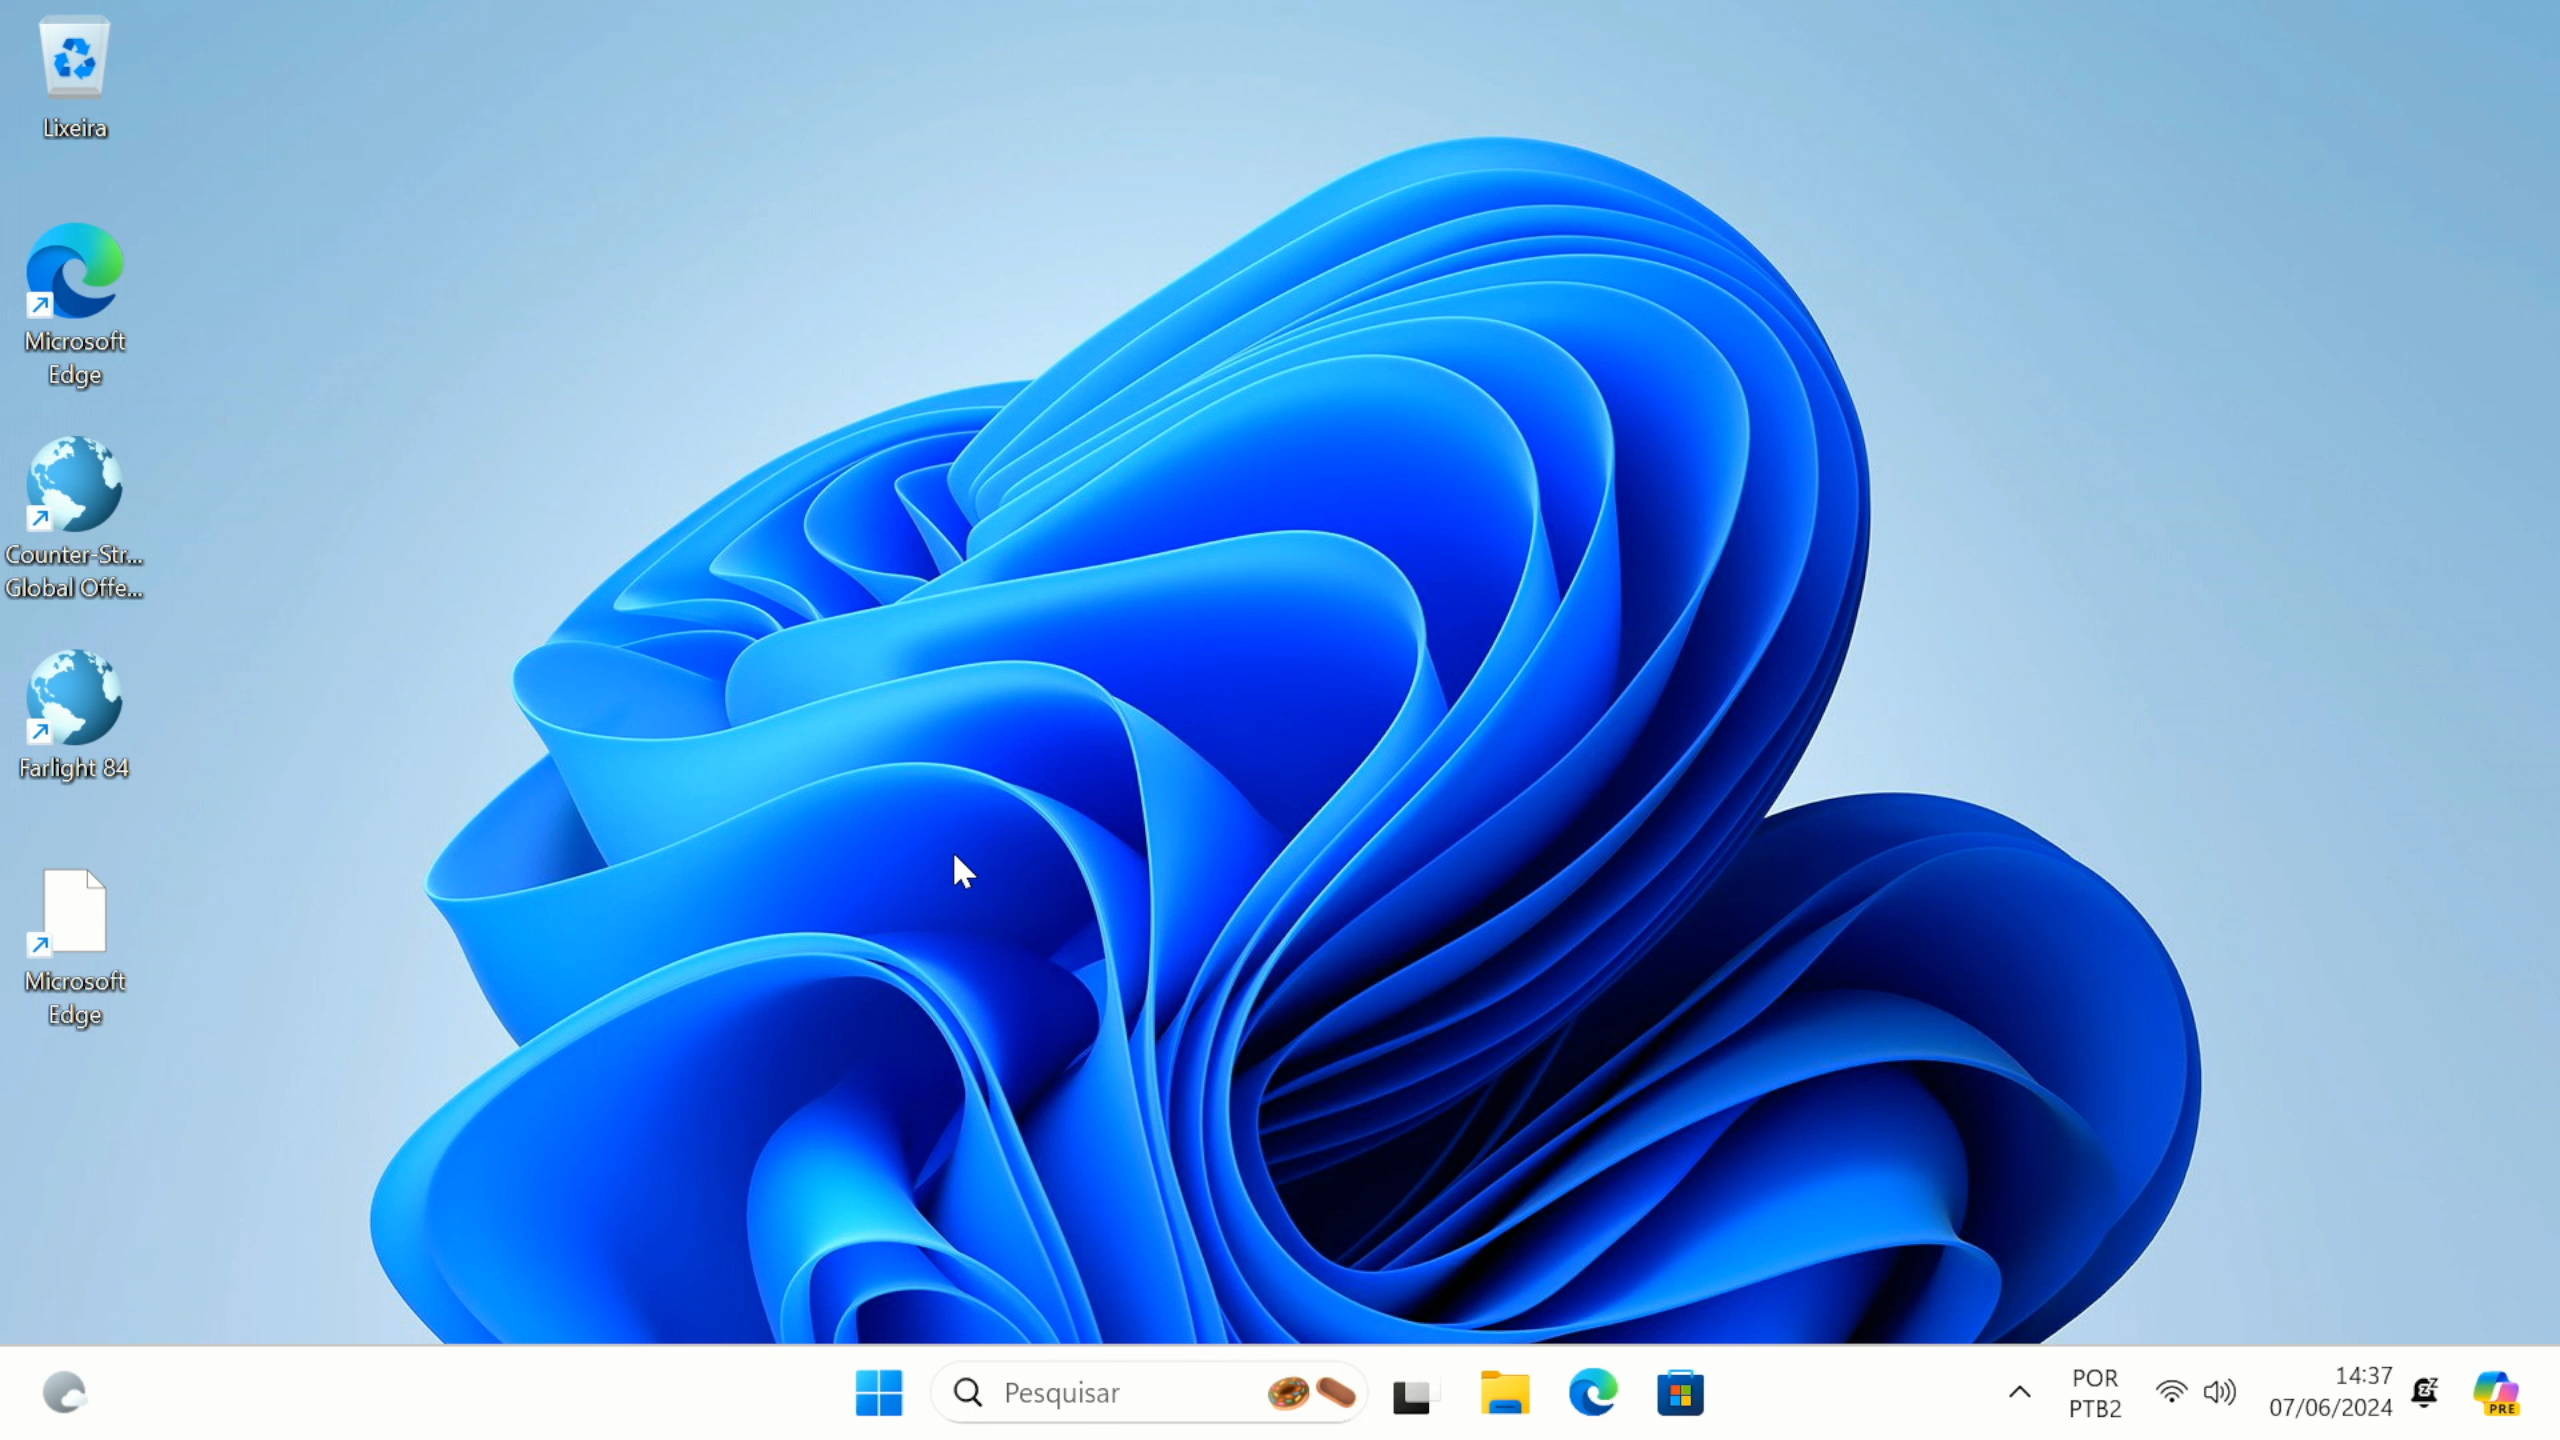 Lixeira
Microsoft
Edge
Counter-Str...
Global Offe...
Farlight 84
Microsoft
Edge
Pesquisar
POR
PTB2
14:37
07/06/2024
PRE